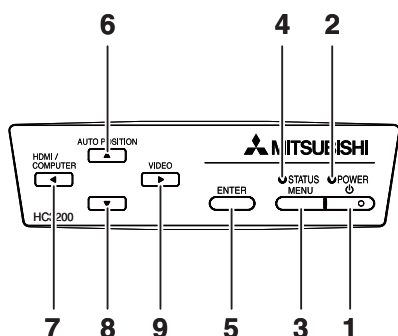 6 4 2
AUTO POSITION
MITSUBISHI
HDMI /
COMPUTER
VIDEO
STATUS POWER
ENTER MENU
HC3200
7 8 9 5 3 1